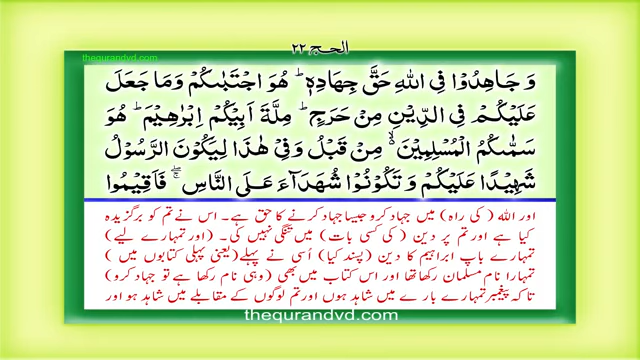 الحج ٢٢
thequrandvd.com
وَ جَاهِدُوْا فِی اللّٰهِ حَقَّ جِهَادِهٖ ؕ هُوَ اجْتَبٰىكُمْ وَ مَا جَعَلَ
عَلَیْكُمْ فِی الدِّیْنِ مِنْ حَرَجٍ ؕ مِلَّةَ اَبِیْكُمْ اِبْرٰهِیْمَ ؕ هُوَ
سَمّٰىكُمُ الْمُسْلِمِیْنَ ۙ۬ مِنْ قَبْلُ وَ فِیْ هٰذَا لِیَكُوْنَ الرَّسُوْلُ
شَهِیْدًا عَلَیْكُمْ وَ تَكُوْنُوْا شُهَدَآءَ عَلَی النَّاسِ ۖۚ فَاَقِیْمُوا
اور الله (کی راہ) میں جہاد کرو جیسا جہاد کرنے کا حق ہے۔ اس نے تم کو برگزیدہ
کیا ہے اور تم پر دین (کی کسی بات) میں تنگی نہیں کی۔ (اور تمہارے لیے)
تمہارے باپ ابراہیم کا دین (پسند کیا) اُسی نے پہلے (یعنی پہلی کتابوں میں)
تمہارا نام مسلمان رکھا تھا اور اس کتاب میں بھی (وہی نام رکھا ہے تو جہاد کرو)
تا کہ پیغمبر تمہارے بارے میں شاہد ہوں اور تم لوگوں کے مقابلے میں شاہد ہو اور
thequrandvd.com